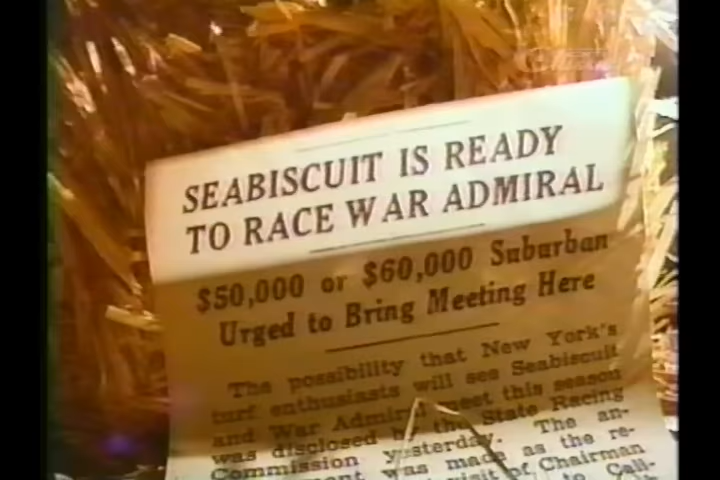 SEABISCUIT IS READY
TO RACE WAR ADMIRAL
$50,000 or $60,000 Suburban
Urged to Bring Meeting Here
The possibility that New York's
turf enthusiasts will see Seabiscuit
and War Admiral meet this season
was disclosed by the State Racing
Commission yesterday. The an-
was made as the re-
visit of Chairman
to Cali-